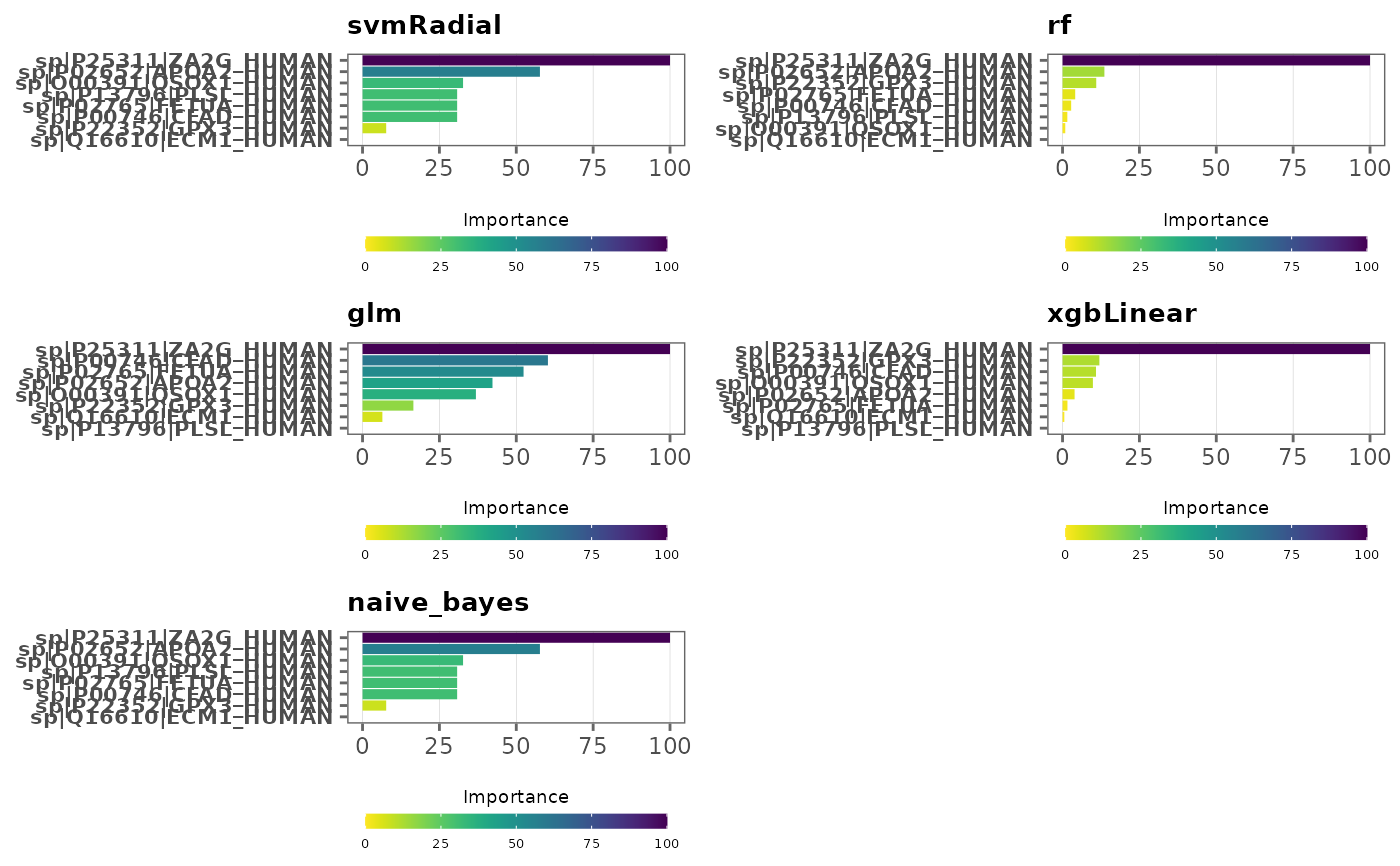 svmRadial
sp|P25311|ZA2G_HUMAN
sp|P02652|APOA2_HUMAN
sp|O00391|QSOX1_HUMAN
sp|P13796|PLSL_HUMAN
sp|P02765|FETUA_HUMAN
sp|P00746|CFAD_HUMAN
sp|P22352|GPX3_HUMAN
sp|Q16610|ECM1_HUMAN
0 25 50 75 100
Importance
0 25 50 75 100
rf
sp|P25311|ZA2G_HUMAN
sp|P02652|APOA2_HUMAN
sp|P22352|GPX3_HUMAN
sp|P02765|FETUA_HUMAN
sp|P00746|CFAD_HUMAN
sp|P13796|PLSL_HUMAN
sp|O00391|QSOX1_HUMAN
sp|Q16610|ECM1_HUMAN
0 25 50 75 100
Importance
0 25 50 75 100
glm
sp|P25311|ZA2G_HUMAN
sp|P00746|CFAD_HUMAN
sp|P02765|FETUA_HUMAN
sp|P02652|APOA2_HUMAN
sp|O00391|QSOX1_HUMAN
sp|P22352|GPX3_HUMAN
sp|Q16610|ECM1_HUMAN
sp|P13796|PLSL_HUMAN
0 25 50 75 100
Importance
0 25 50 75 100
xgbLinear
sp|P25311|ZA2G_HUMAN
sp|P22352|GPX3_HUMAN
sp|P00746|CFAD_HUMAN
sp|O00391|QSOX1_HUMAN
sp|P02652|APOA2_HUMAN
sp|P02765|FETUA_HUMAN
sp|Q16610|ECM1_HUMAN
sp|P13796|PLSL_HUMAN
0 25 50 75 100
Importance
0 25 50 75 100
naive_bayes
sp|P25311|ZA2G_HUMAN
sp|P02652|APOA2_HUMAN
sp|O00391|QSOX1_HUMAN
sp|P13796|PLSL_HUMAN
sp|P02765|FETUA_HUMAN
sp|P00746|CFAD_HUMAN
sp|P22352|GPX3_HUMAN
sp|Q16610|ECM1_HUMAN
0 25 50 75 100
Importance
0 25 50 75 100